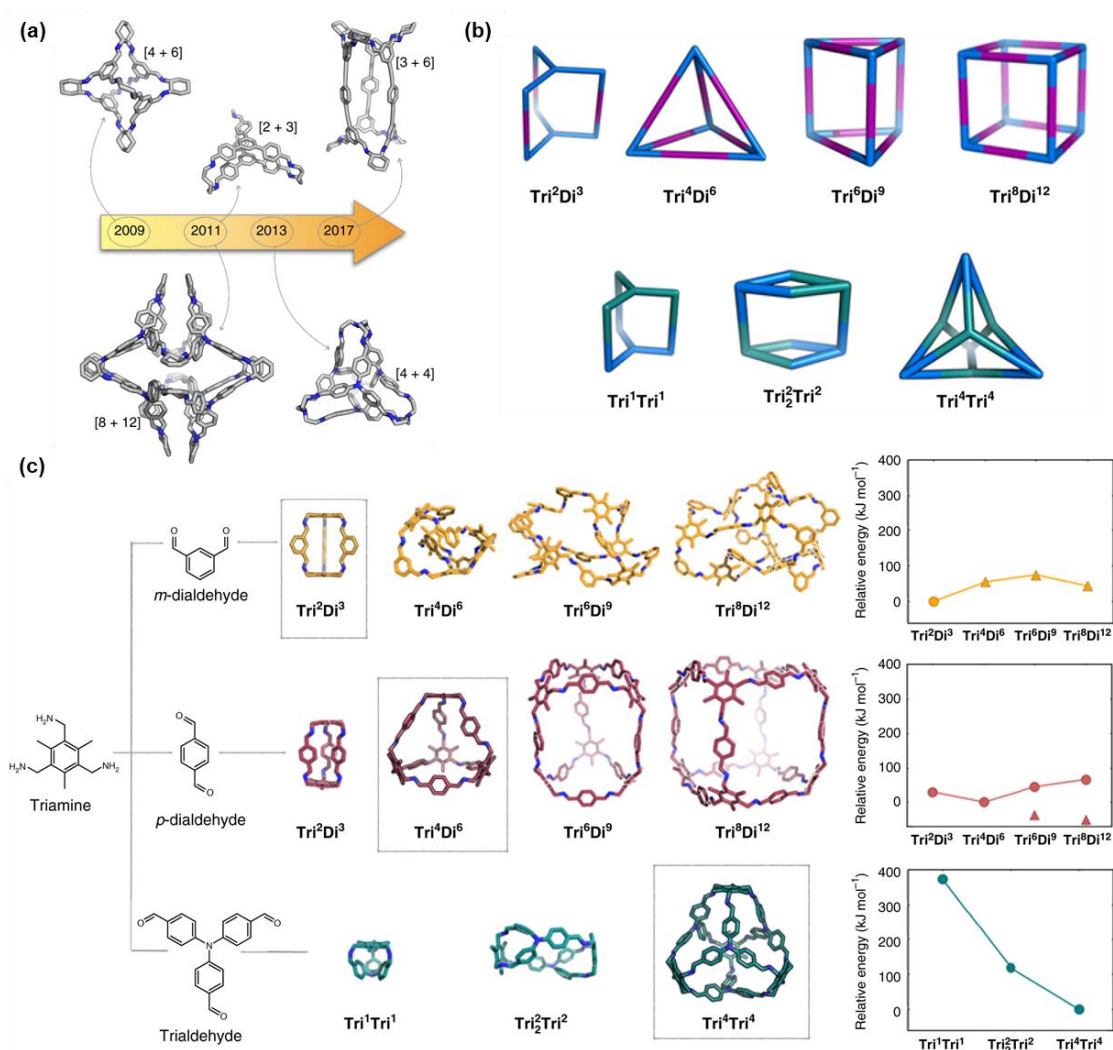 (a)
[4 + 6]
[3 + 6]
[2 + 3]
2009
2011
2013
2017
[8 + 12]
[4 + 4]
(b)
Tri²Di³
Tri⁴Di⁶
Tri⁶Di⁹
Tri⁸Di¹²
Tri¹Tri¹
Tri₂²Tri²
Tri⁴Tri⁴
(c)
NH₂
H₂N
NH₂
Triamine
O
O
m-dialdehyde
Tri²Di³
Tri⁴Di⁶
Tri⁶Di⁹
Tri⁸Di¹²
Relative energy (kJ mol⁻¹)
400
300
200
100
0
Tri²Di³ Tri⁴Di⁶ Tri⁶Di⁹ Tri⁸Di¹²
O
O
p-dialdehyde
Tri²Di³
Tri⁴Di⁶
Tri⁶Di⁹
Tri⁸Di¹²
Relative energy (kJ mol⁻¹)
400
300
200
100
0
Tri²Di³ Tri⁴Di⁶ Tri⁶Di⁹ Tri⁸Di¹²
O
O
N
O
Trialdehyde
Tri¹Tri¹
Tri₂²Tri²
Tri⁴Tri⁴
Relative energy (kJ mol⁻¹)
400
300
200
100
0
Tri¹Tri¹ Tri₂²Tri² Tri⁴Tri⁴